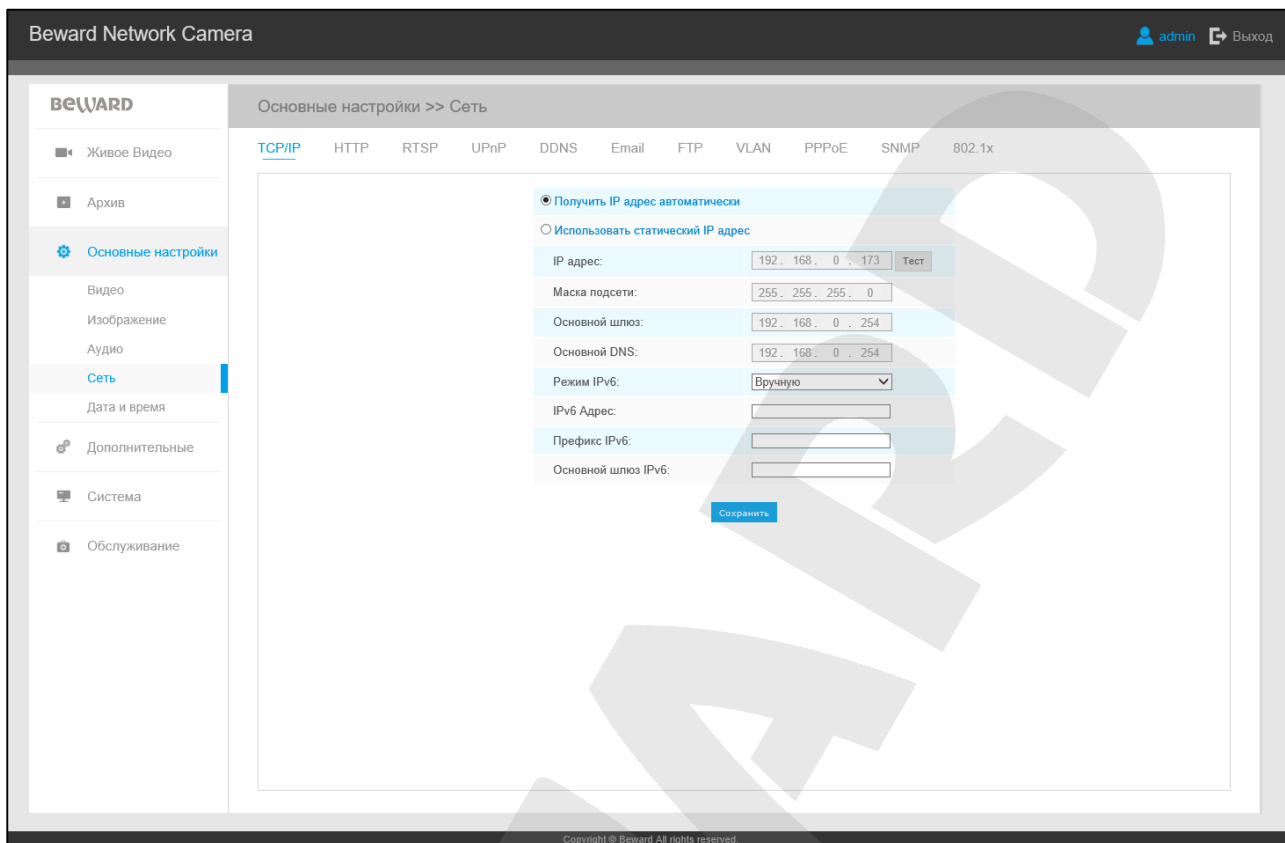 Beward Network Camera
admin Выход
BEWARD
Основные настройки >> Сеть
Живое Видео
Архив
Основные настройки
Видео
Изображение
Аудио
Сеть
Дата и время
Дополнительные
Система
Обслуживание
TCP/IP HTTP RTSP UPnP DDNS Email FTP VLAN PPPoE SNMP 802.1x
Получить IP адрес автоматически
Использовать статический IP адрес
IP адрес: 192. 168. 0 . 173 Тест
Маска подсети: 255. 255. 255. 0
Основной шлюз: 192. 168. 0 . 254
Основной DNS: 192. 168. 0 . 254
Режим IPv6: Вручную
IPv6 Адрес:
Префикс IPv6:
Основной шлюз IPv6:
Сохранить
Copyright © Beward All rights reserved.